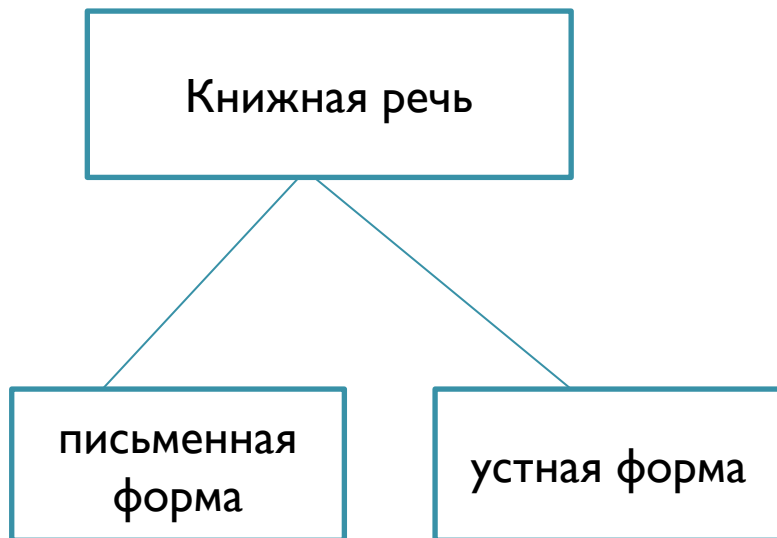 Книжная речь
письменная
форма
устная форма